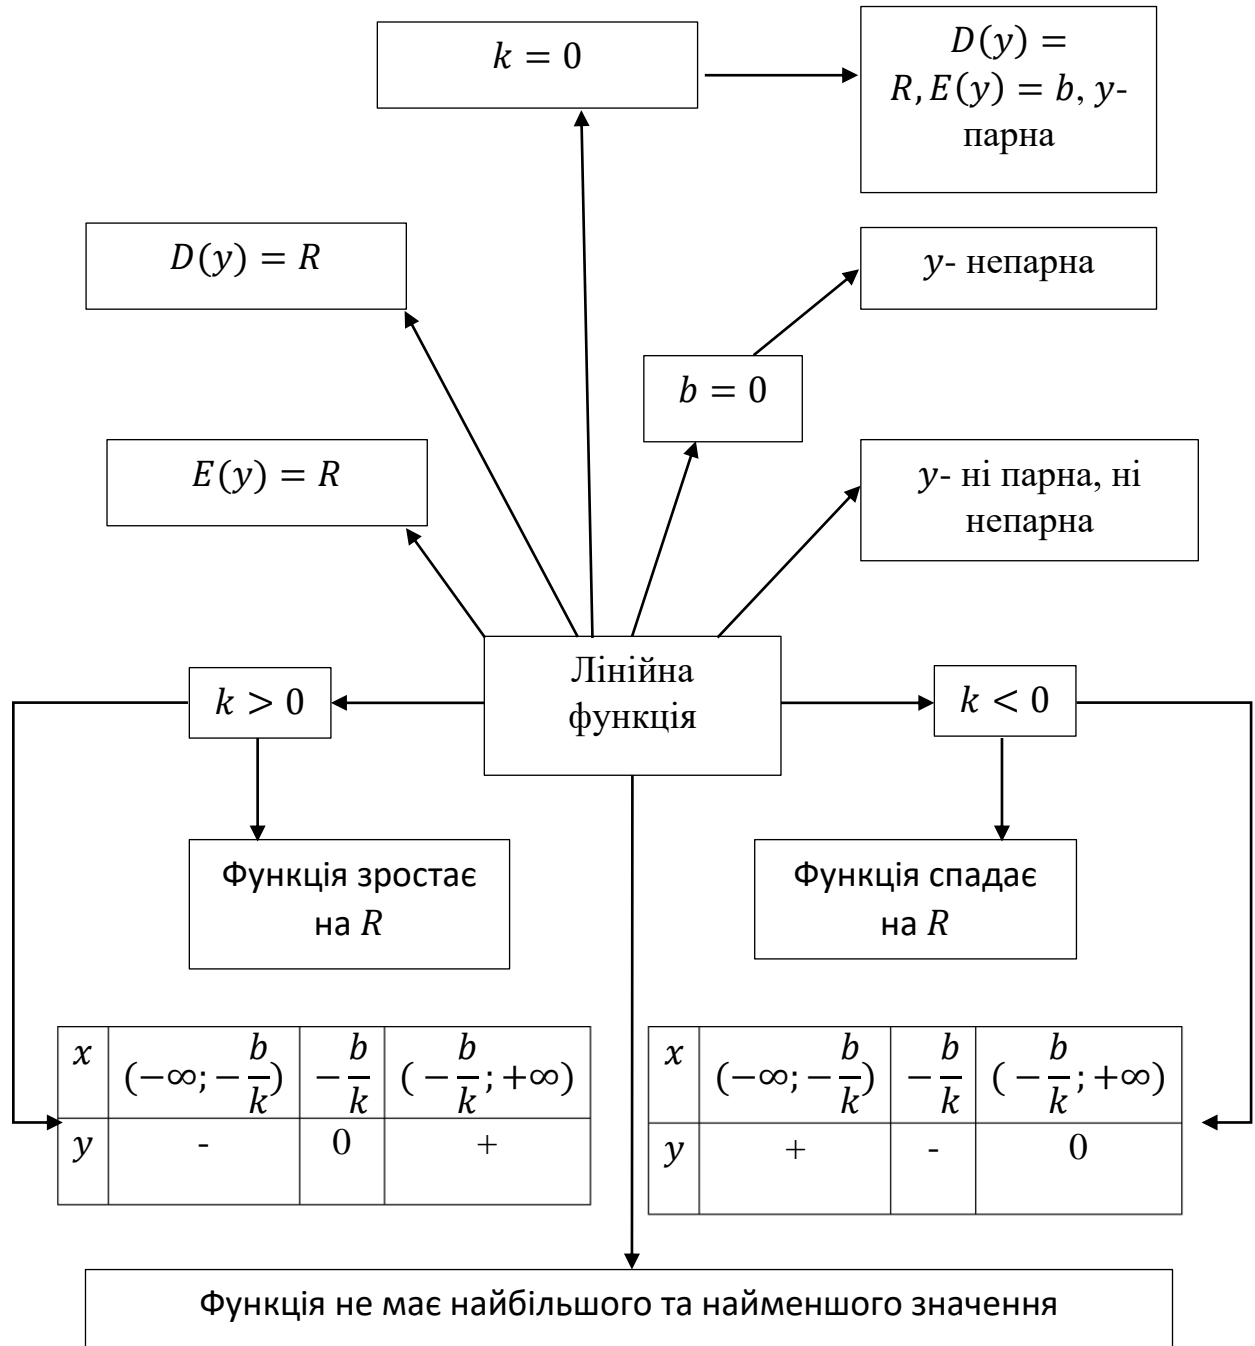 k = 0
D(y) =
R, E(y) = b, y-
парна
D(y) = R
y- непарна
b = 0
E(y) = R
y- ні парна, ні
непарна
Лінійна
функція
k > 0
k < 0
Функція зростає
на R
Функція спадає
на R
x (−∞; −b/k) −b/k (−b/k; +∞)
y - 0 +
x (−∞; −b/k) −b/k (−b/k; +∞)
y + - 0
Функція не має найбільшого та найменшого значення